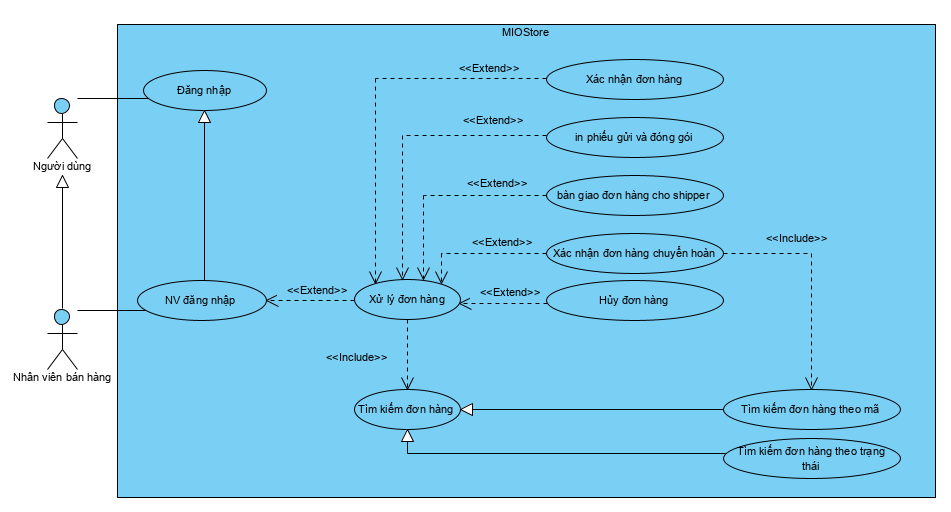 MIOStore
<<Extend>>
Xác nhận đơn hàng
Đăng nhập
<<Extend>>
in phiếu gửi và đóng gói
Người dùng
<<Extend>>
bàn giao đơn hàng cho shipper
<<Extend>>
Xác nhận đơn hàng chuyển hoàn
<<Include>>
NV đăng nhập
<<Extend>>
Xử lý đơn hàng
<<Extend>>
Hủy đơn hàng
<<Include>>
Nhân viên bán hàng
Tìm kiếm đơn hàng
Tìm kiếm đơn hàng theo mã
Tìm kiếm đơn hàng theo trạng
thái